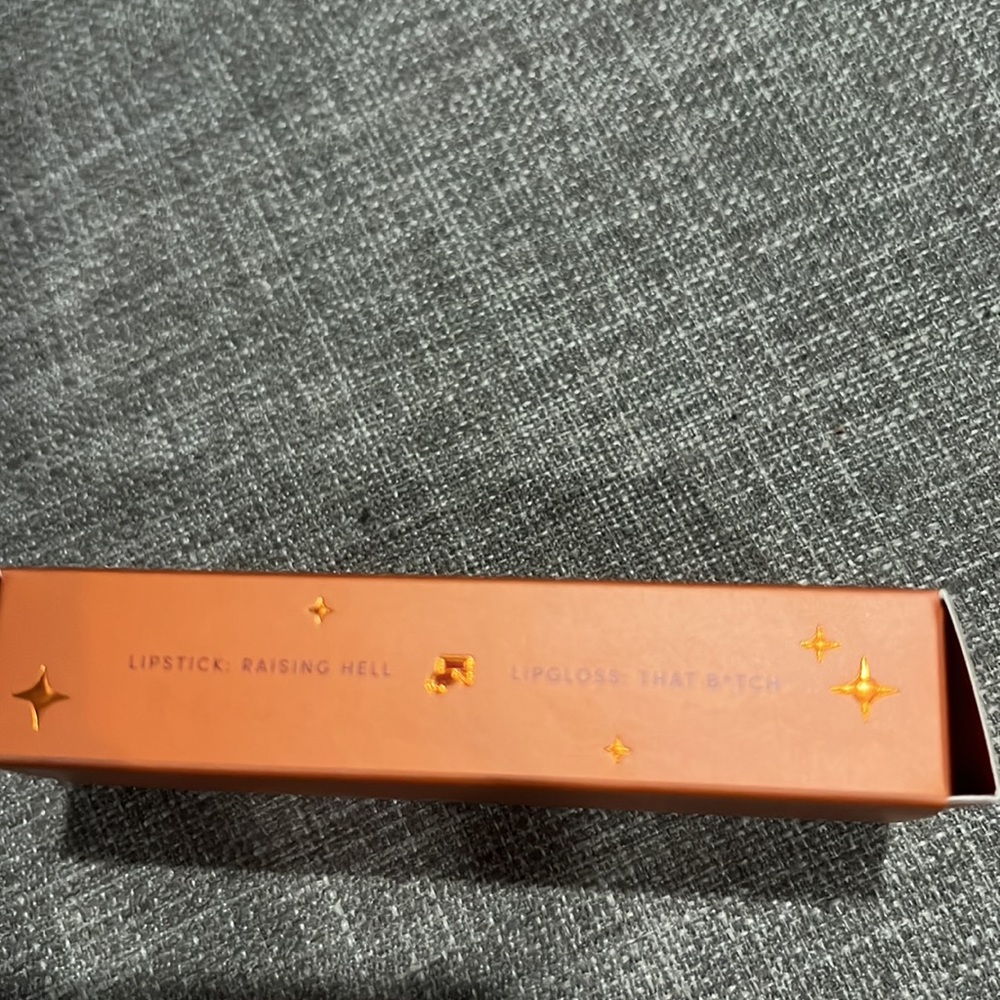 LIPSTICK: RAISING HELL
LIPGLOSS: THAT B*TCH